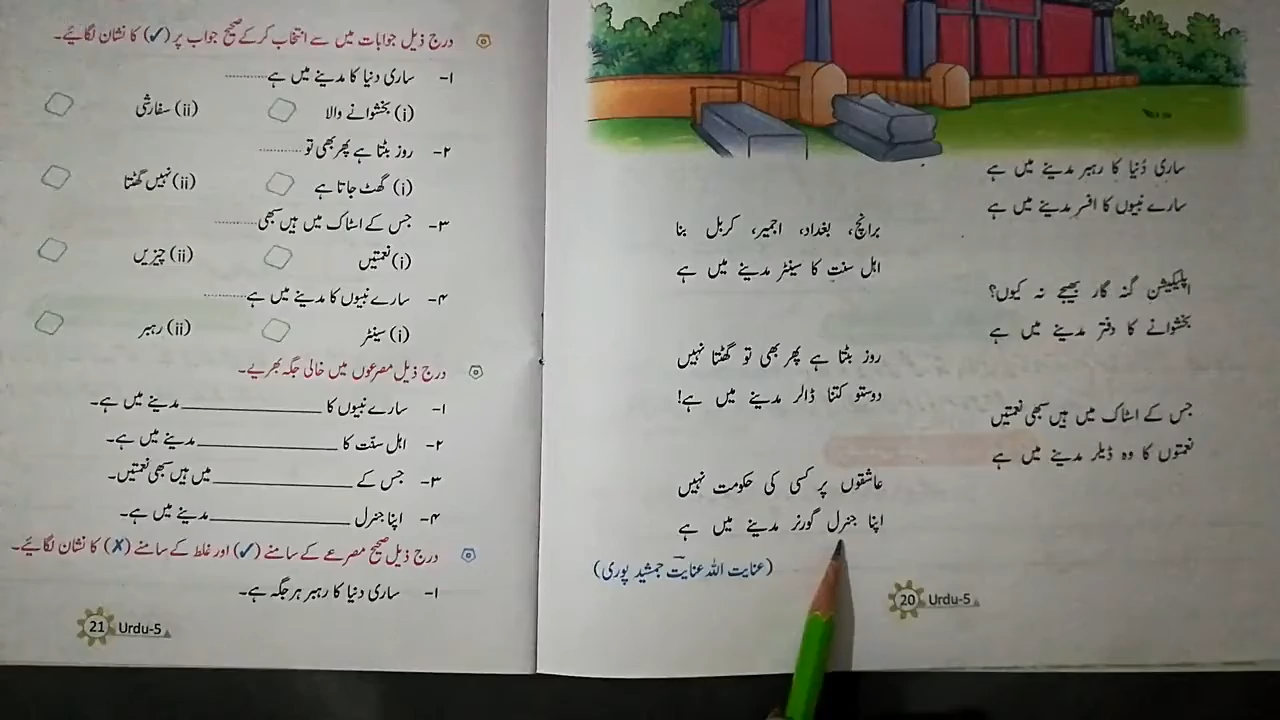 ساری دُنیا کا رہبر مدینے میں ہے
سارے نبیوں کا افسر مدینے میں ہے
برانچ، بغداد، اجمیر، کربل بنا
اہل سنت کا سینٹر مدینے میں ہے
اپلیکیشن گنہ گار بھیجے نہ کیوں؟
بخشوانے کا دفتر مدینے میں ہے
روز بٹتا ہے پھر بھی تو گھٹتا نہیں
دوستو کتنا ڈالر مدینے میں ہے!
جس کے اسٹاک میں ہیں سبھی نعمتیں
نعمتوں کا وہ ڈیلر مدینے میں ہے
عاشقوں پر کسی کی حکومت نہیں
اپنا جنرل گورنر مدینے میں ہے
(عنایت اللہ عنایتؔ جمشید پوری)
20 Urdu-5
درج ذیل جوابات میں سے انتخاب کرکے صحیح جواب پر (✓) کا نشان لگائیے۔
۱- ساری دنیا کا مدینے میں ہے..........
(i) بخشوانے والا (ii) سفارشی
۲- روز بٹتا ہے پھر بھی تو..........
(i) گھٹ جاتا ہے (ii) نہیں گھٹتا
۳- جس کے اسٹاک میں ہیں سبھی..........
(i) نعمتیں (ii) چیزیں
۴- سارے نبیوں کا مدینے میں ہے..........
(i) سینٹر (ii) رہبر
درج ذیل مصرعوں میں خالی جگہ بھریے۔
۱- سارے نبیوں کا ______________ مدینے میں ہے۔
۲- اہل سنّت کا ______________ مدینے میں ہے۔
۳- جس کے ______________ میں ہیں سبھی نعمتیں۔
۴- اپنا جنرل ______________ مدینے میں ہے۔
درج ذیل صحیح مصرعے کے سامنے (✓) اور غلط کے سامنے (✗) کا نشان لگائیے۔
۱- ساری دنیا کا رہبر ہر جگہ ہے۔
21 Urdu-5